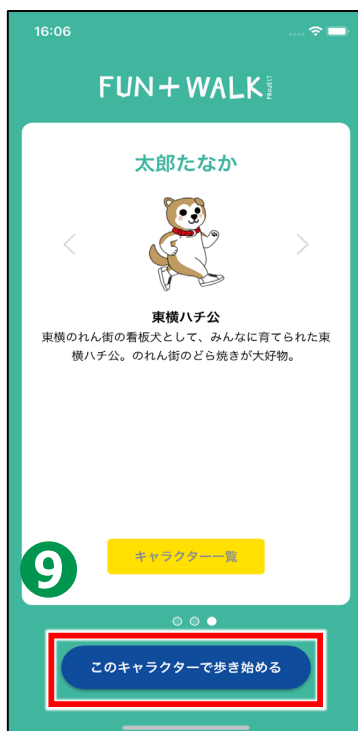 16:06
FUN+WALK PROJECT
太郎たなか
東横ハチ公
東横のれん街の看板犬として、みんなに育てられた東
横ハチ公。のれん街のどら焼きが大好物。
キャラクター一覧
9
このキャラクターで歩き始める